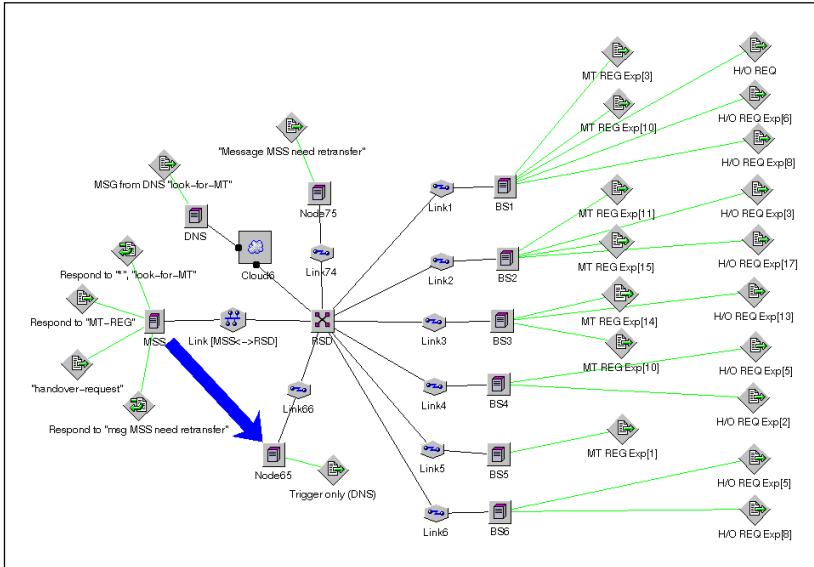 MT REG Exp[3]
H/O REQ
MT REG Exp[10]
H/O REQ Exp[6]
"Message MSS need retransfer"
H/O REQ Exp[8]
MSG from DNS "look-for-MT"
Node75
Link1
BS1
MT REG Exp[11]
H/O REQ Exp[3]
DNS
Link74
Cloud6
Link2
BS2
MT REG Exp[15]
H/O REQ Exp[17]
Respond to "*", "look-for-MT"
Respond to "MT-REG"
MSS
Link [MSS<->RSD]
RSD
Link3
BS3
MT REG Exp[14]
H/O REQ Exp[13]
"handover-request"
Link66
Link4
BS4
MT REG Exp[10]
H/O REQ Exp[5]
Respond to "msg MSS need retransfer"
H/O REQ Exp[2]
Node65
Trigger only (DNS)
Link5
BS5
MT REG Exp[1]
H/O REQ Exp[5]
Link6
BS6
H/O REQ Exp[8]